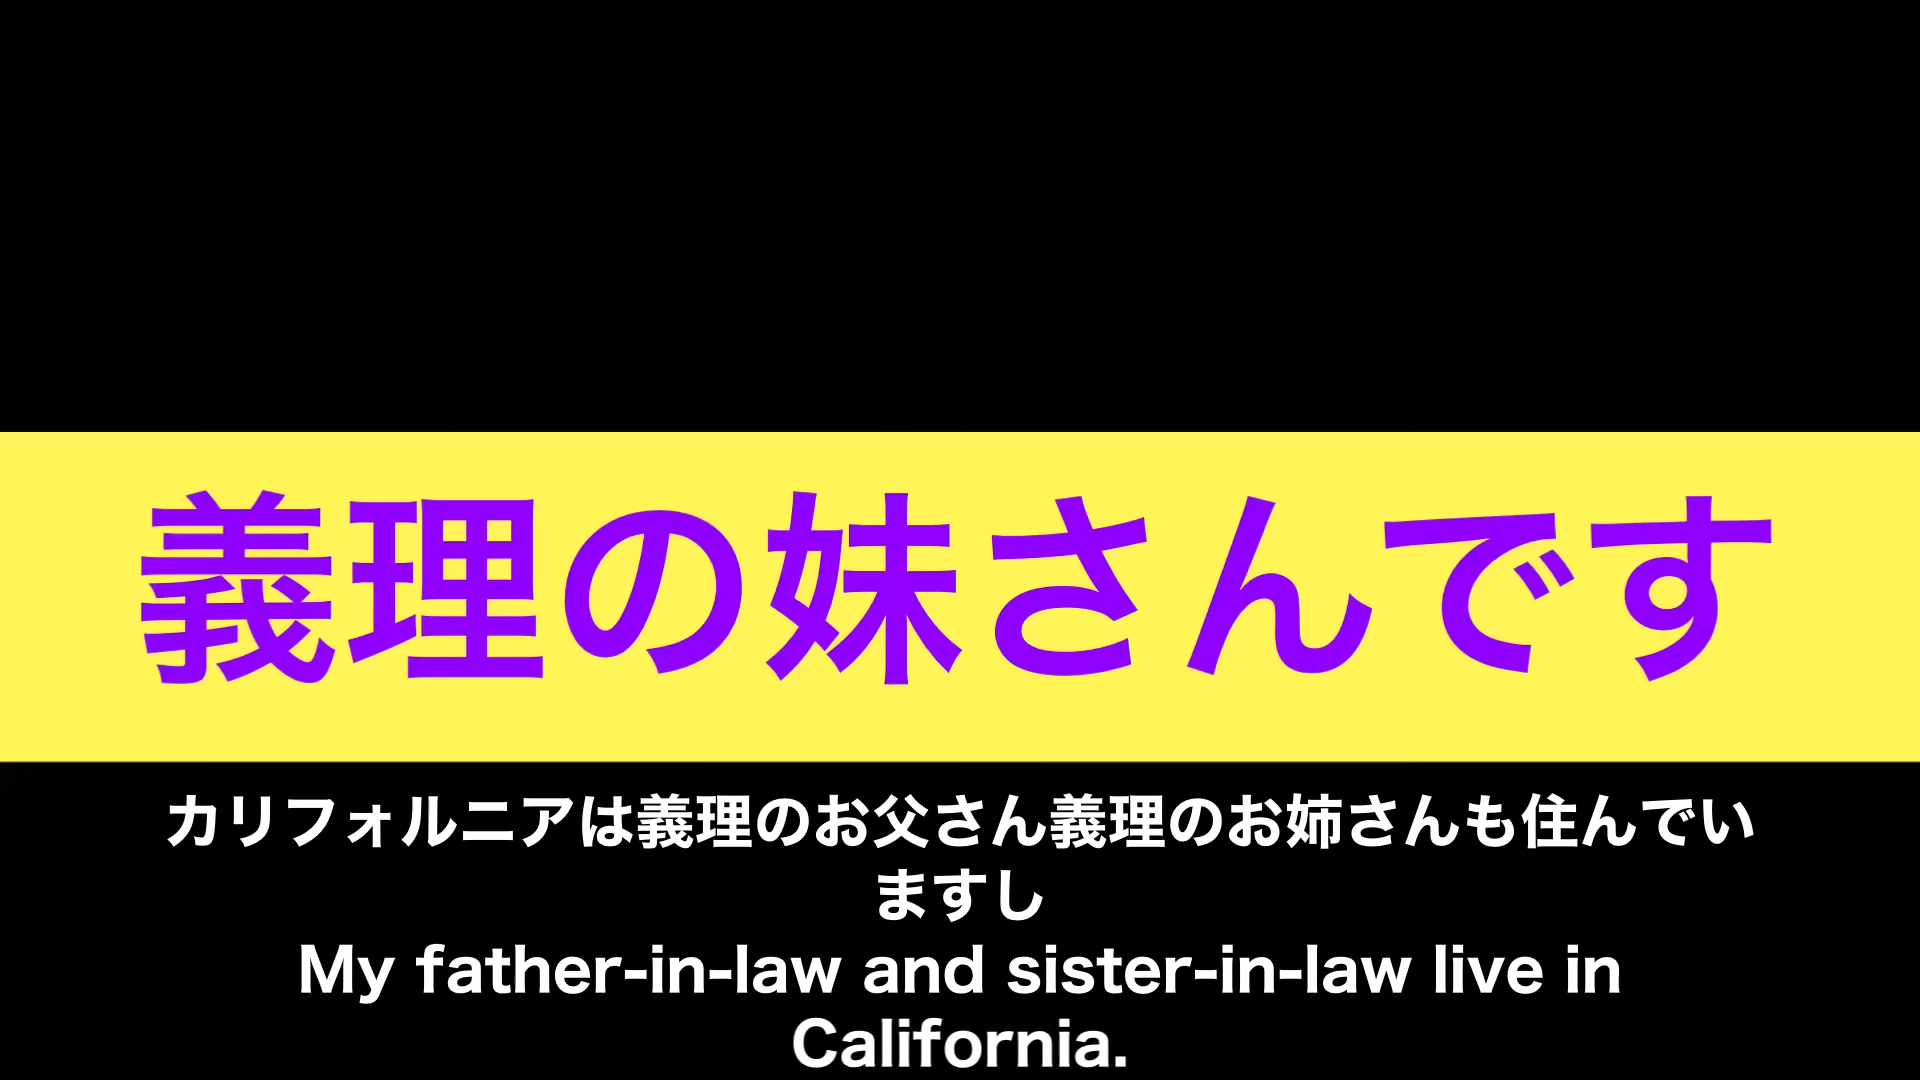 義理の妹さんです
カリフォルニアは義理のお父さん義理のお姉さんも住んでい
ますし
My father-in-law and sister-in-law live in
California.